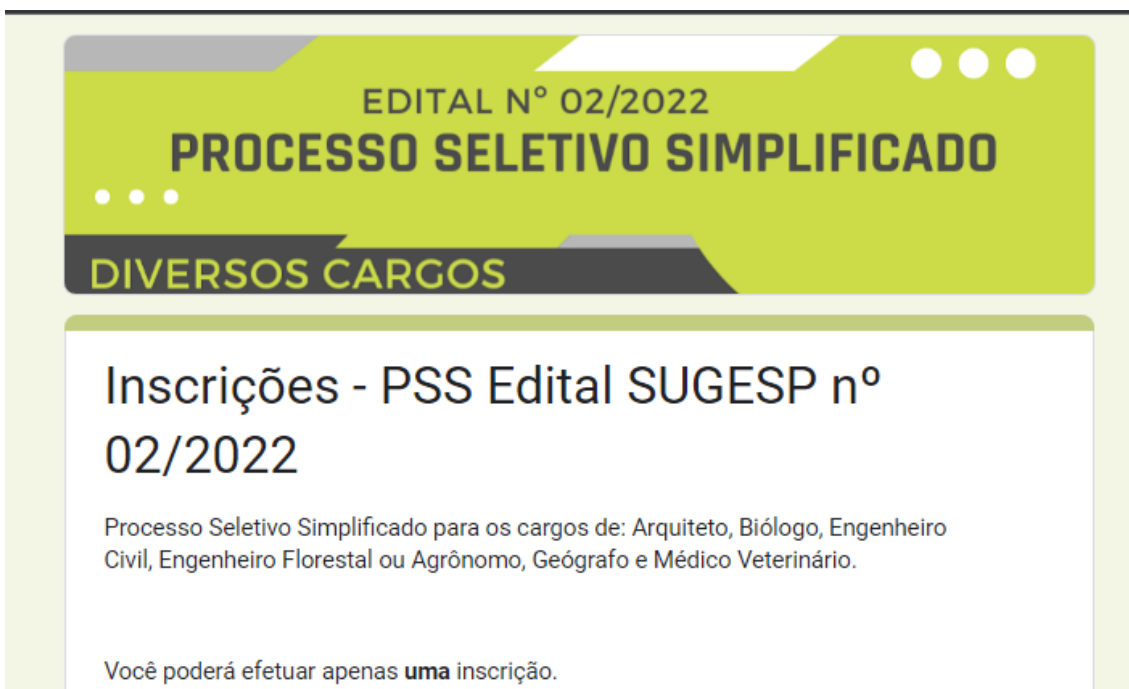 EDITAL Nº 02/2022
PROCESSO SELETIVO SIMPLIFICADO
DIVERSOS CARGOS
Inscrições - PSS Edital SUGESP nº
02/2022
Processo Seletivo Simplificado para os cargos de: Arquiteto, Biólogo, Engenheiro
Civil, Engenheiro Florestal ou Agrônomo, Geógrafo e Médico Veterinário.
Você poderá efetuar apenas uma inscrição.